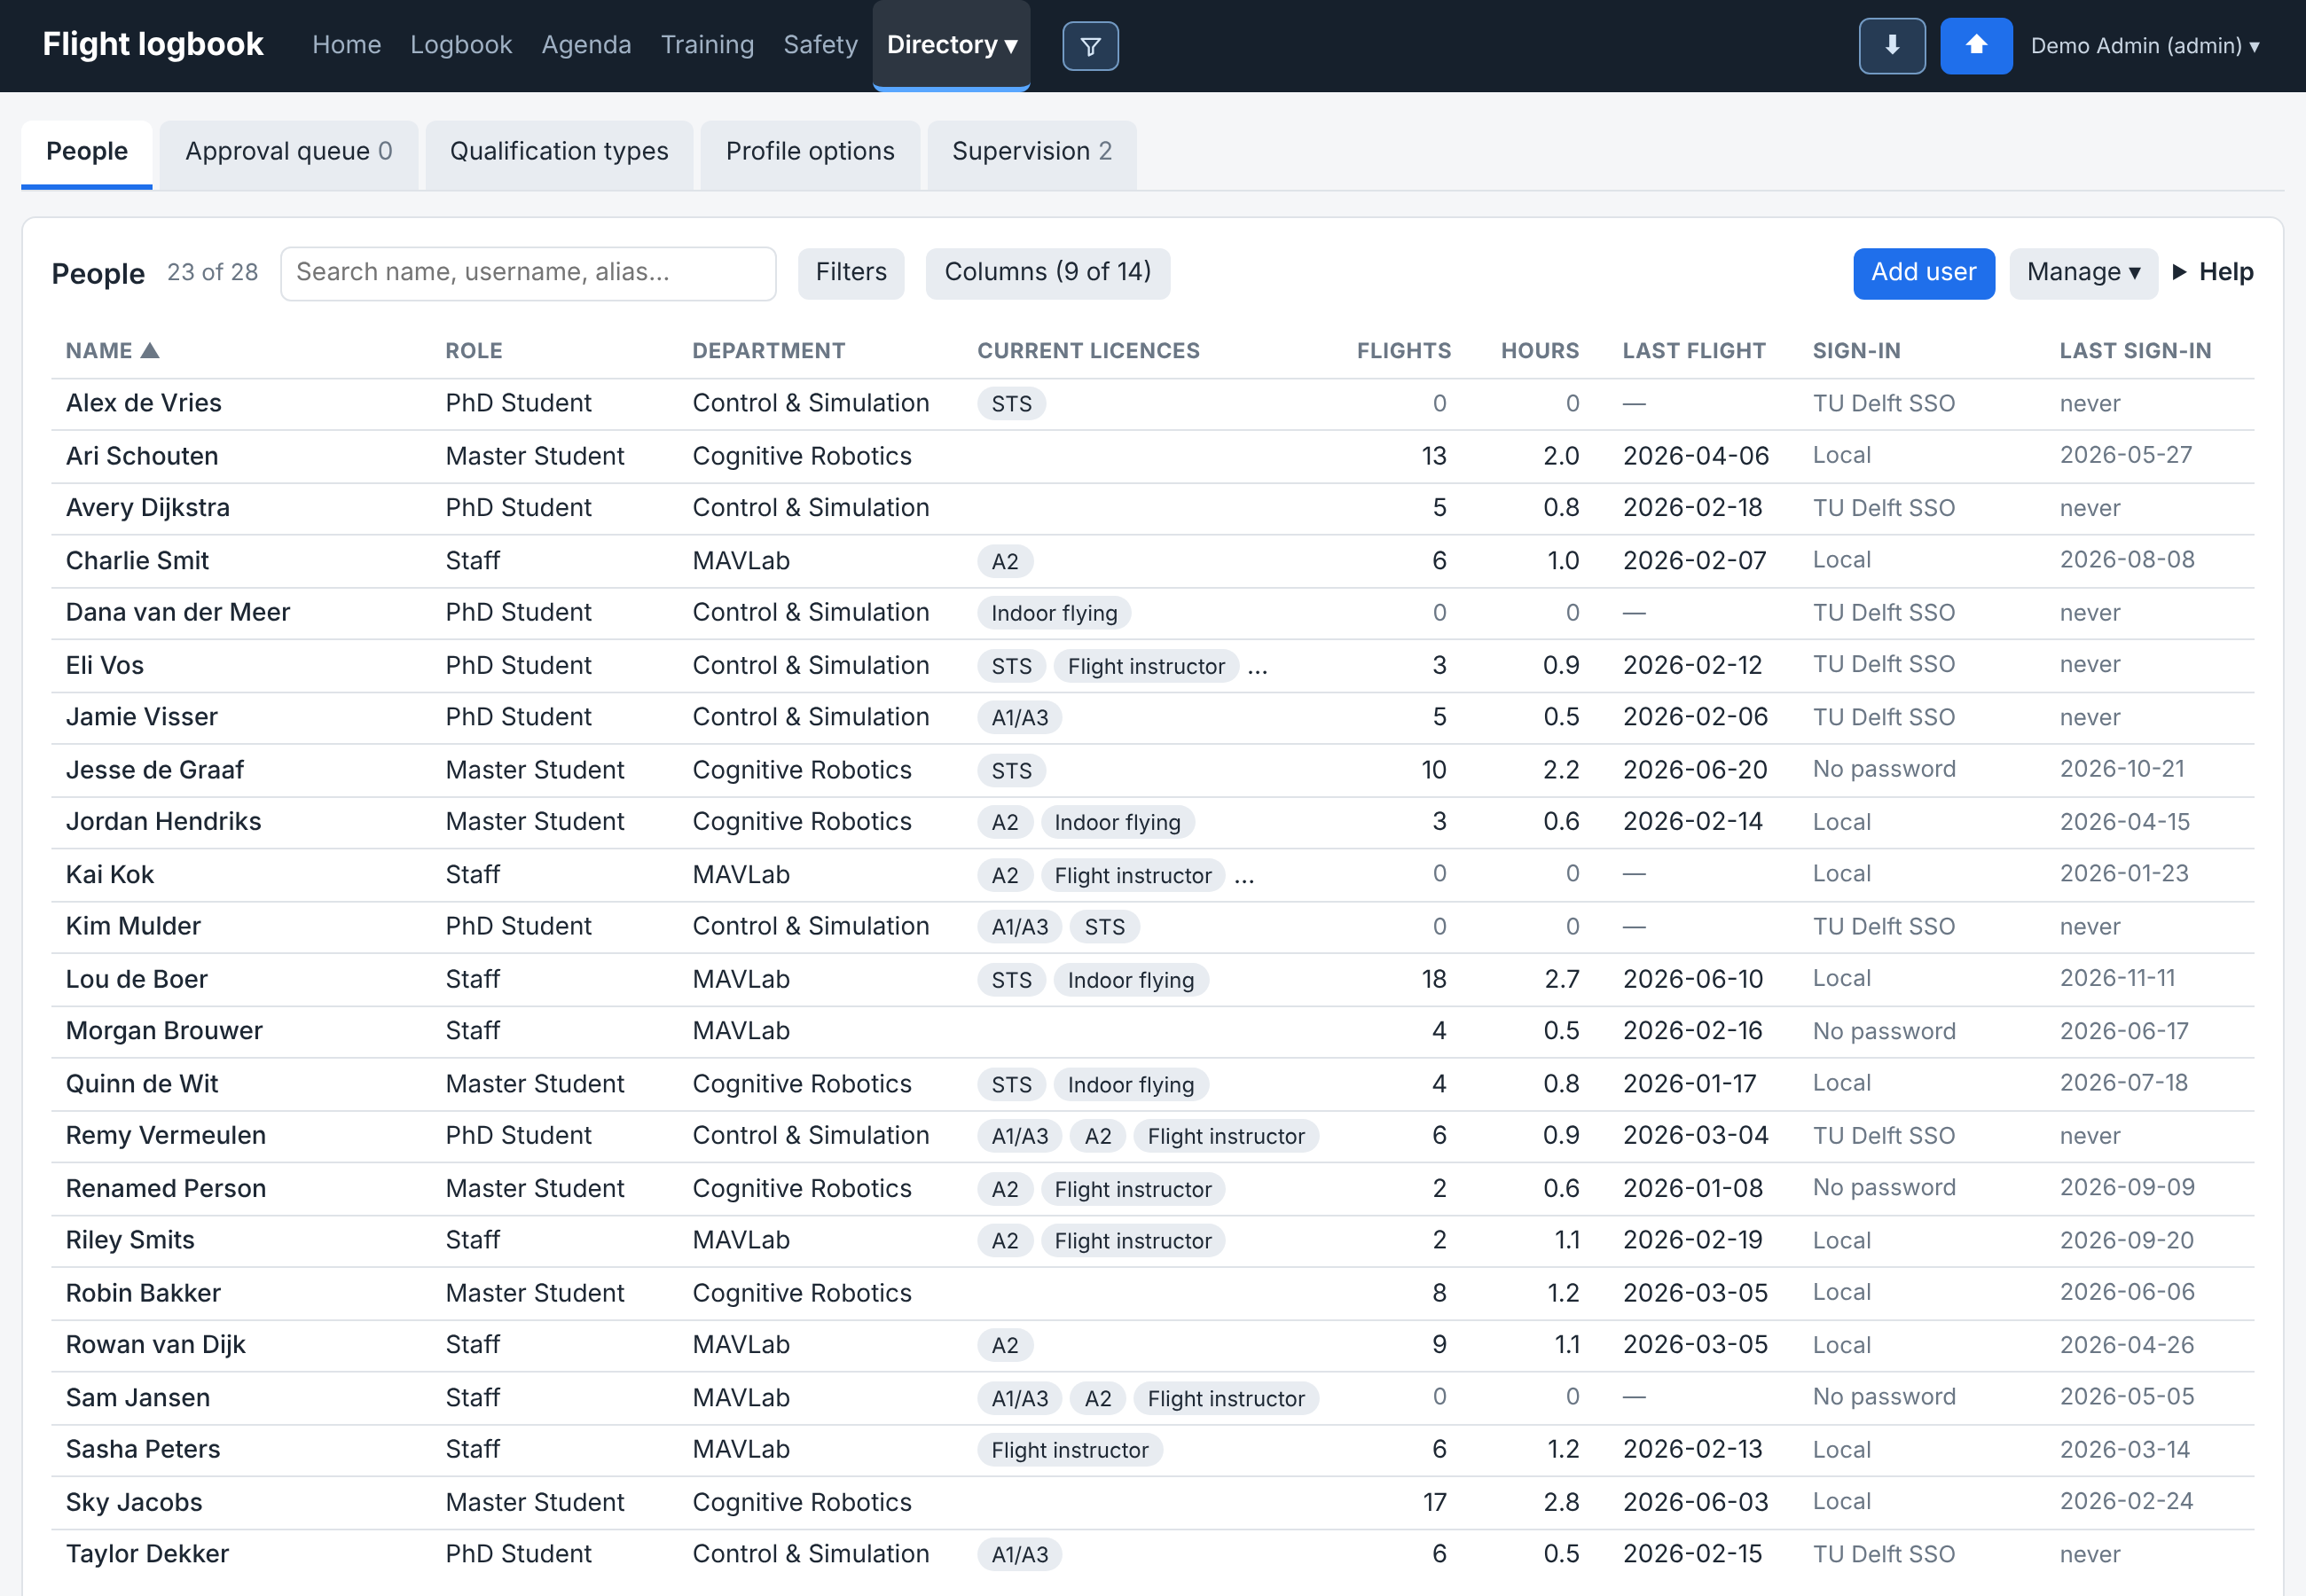 Flight logbook Home Logbook Agenda Training Safety Directory ▾ Demo Admin (admin) ▾
People Approval queue 0 Qualification types Profile options Supervision 2
People 23 of 28 Search name, username, alias... Filters Columns (9 of 14) Add user Manage ▾ ▶ Help
NAME ▲ ROLE DEPARTMENT CURRENT LICENCES FLIGHTS HOURS LAST FLIGHT SIGN-IN LAST SIGN-IN
Alex de Vries PhD Student Control & Simulation STS 0 0 — TU Delft SSO never
Ari Schouten Master Student Cognitive Robotics 13 2.0 2026-04-06 Local 2026-05-27
Avery Dijkstra PhD Student Control & Simulation 5 0.8 2026-02-18 TU Delft SSO never
Charlie Smit Staff MAVLab A2 6 1.0 2026-02-07 Local 2026-08-08
Dana van der Meer PhD Student Control & Simulation Indoor flying 0 0 — TU Delft SSO never
Eli Vos PhD Student Control & Simulation STS Flight instructor ... 3 0.9 2026-02-12 TU Delft SSO never
Jamie Visser PhD Student Control & Simulation A1/A3 5 0.5 2026-02-06 TU Delft SSO never
Jesse de Graaf Master Student Cognitive Robotics STS 10 2.2 2026-06-20 No password 2026-10-21
Jordan Hendriks Master Student Cognitive Robotics A2 Indoor flying 3 0.6 2026-02-14 Local 2026-04-15
Kai Kok Staff MAVLab A2 Flight instructor ... 0 0 — Local 2026-01-23
Kim Mulder PhD Student Control & Simulation A1/A3 STS 0 0 — TU Delft SSO never
Lou de Boer Staff MAVLab STS Indoor flying 18 2.7 2026-06-10 Local 2026-11-11
Morgan Brouwer Staff MAVLab 4 0.5 2026-02-16 No password 2026-06-17
Quinn de Wit Master Student Cognitive Robotics STS Indoor flying 4 0.8 2026-01-17 Local 2026-07-18
Remy Vermeulen PhD Student Control & Simulation A1/A3 A2 Flight instructor 6 0.9 2026-03-04 TU Delft SSO never
Renamed Person Master Student Cognitive Robotics A2 Flight instructor 2 0.6 2026-01-08 No password 2026-09-09
Riley Smits Staff MAVLab A2 Flight instructor 2 1.1 2026-02-19 Local 2026-09-20
Robin Bakker Master Student Cognitive Robotics 8 1.2 2026-03-05 Local 2026-06-06
Rowan van Dijk Staff MAVLab A2 9 1.1 2026-03-05 Local 2026-04-26
Sam Jansen Staff MAVLab A1/A3 A2 Flight instructor 0 0 — No password 2026-05-05
Sasha Peters Staff MAVLab Flight instructor 6 1.2 2026-02-13 Local 2026-03-14
Sky Jacobs Master Student Cognitive Robotics 17 2.8 2026-06-03 Local 2026-02-24
Taylor Dekker PhD Student Control & Simulation A1/A3 6 0.5 2026-02-15 TU Delft SSO never